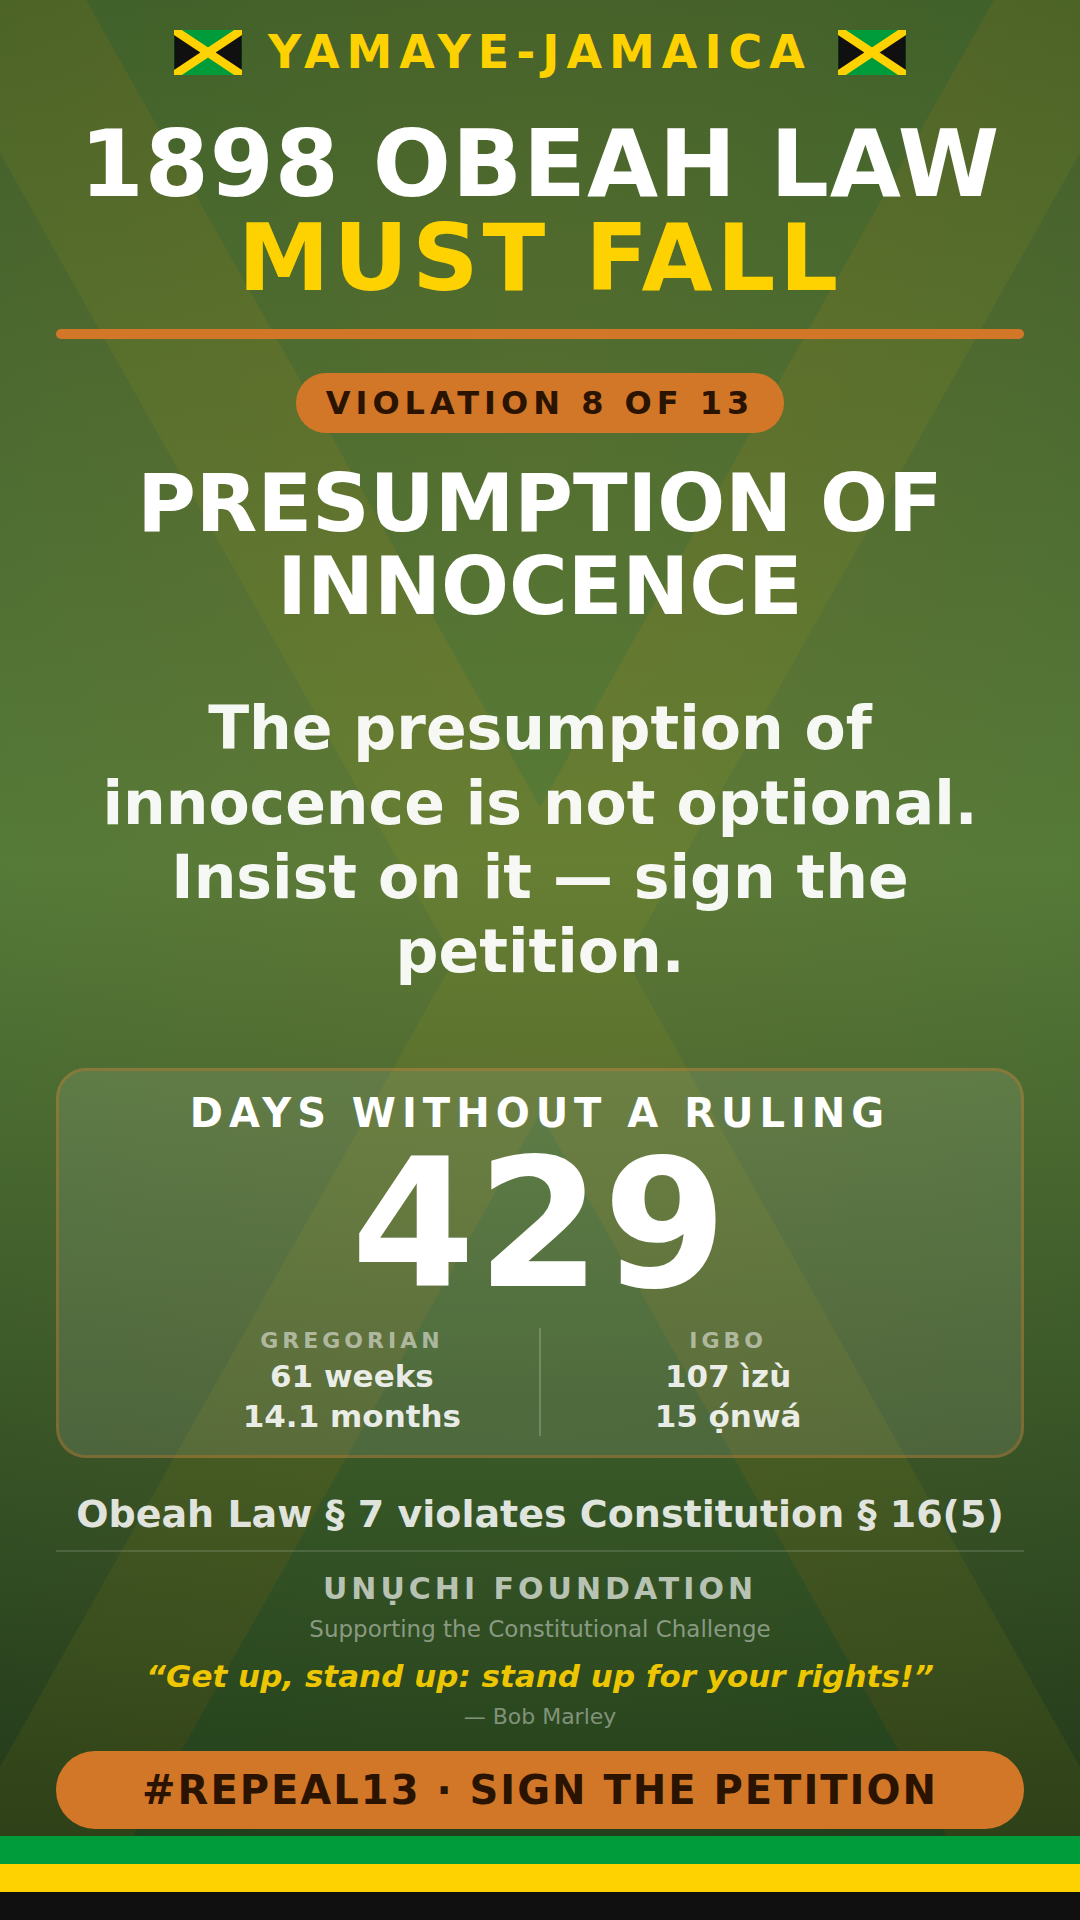 YAMAYE-JAMAICA
1898 OBEAH LAW
MUST FALL
VIOLATION 8 OF 13
PRESUMPTION OF
INNOCENCE
The presumption of
innocence is not optional.
Insist on it — sign the
petition.
DAYS WITHOUT A RULING
429
GREGORIAN
61 weeks
14.1 months
IGBO
107 ìzù
15 ọ́nwá
Obeah Law § 7 violates Constitution § 16(5)
UNỤCHI FOUNDATION
Supporting the Constitutional Challenge
“Get up, stand up: stand up for your rights!”
— Bob Marley
#REPEAL13 · SIGN THE PETITION